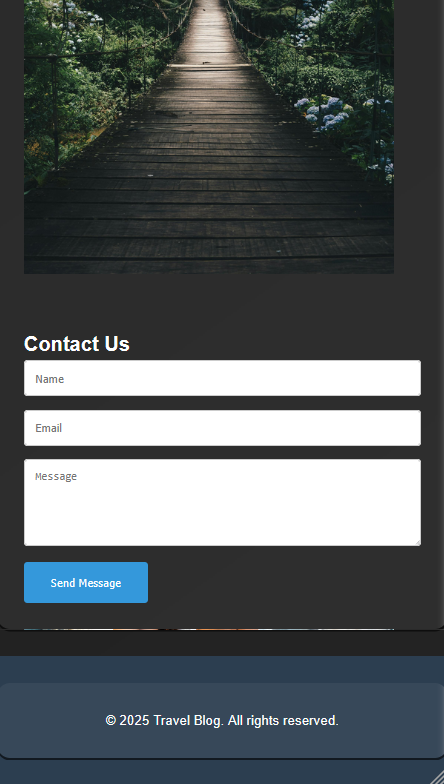 Contact Us
Name
Email
Message
Send Message
© 2025 Travel Blog. All rights reserved.